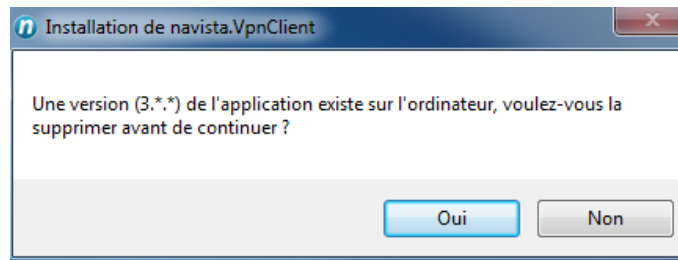 Installation de navista.VpnClient
Une version (3.*.*) de l'application existe sur l'ordinateur, voulez-vous la
supprimer avant de continuer ?
Oui
Non